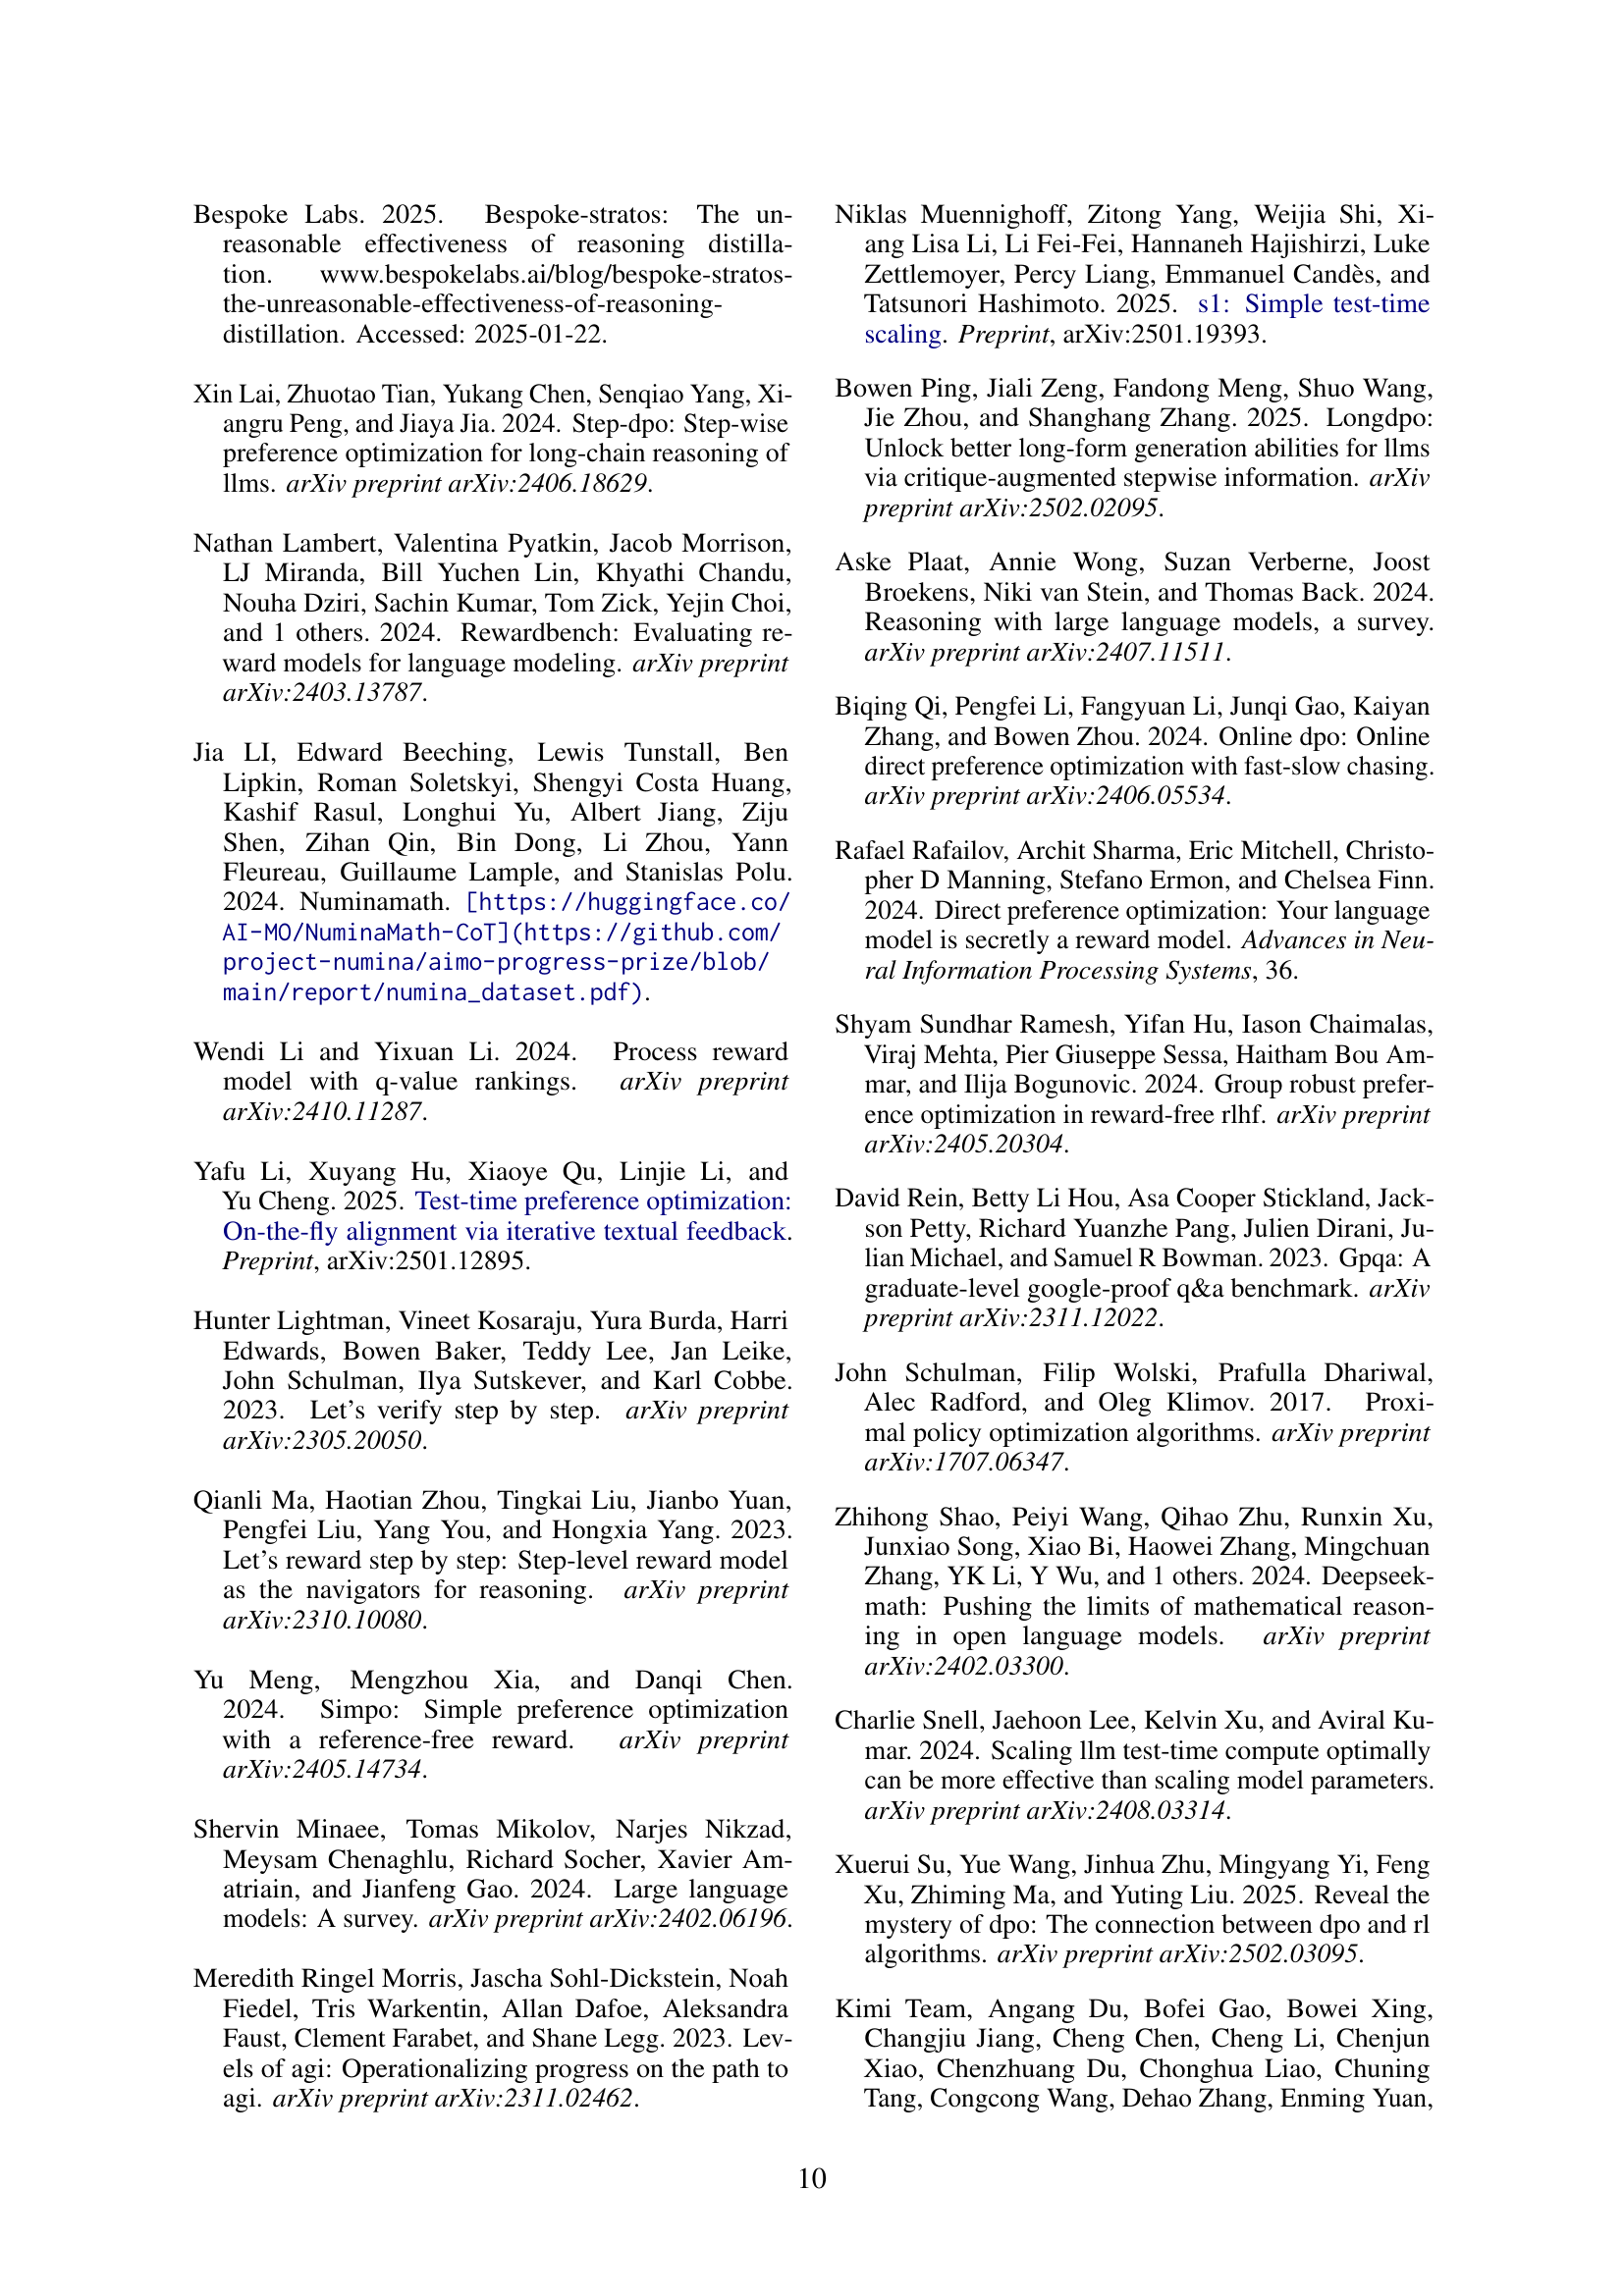 Bespoke Labs. 2025. Bespoke-stratos: The un-
reasonable effectiveness of reasoning distilla-
tion. www.bespokelabs.ai/blog/bespoke-stratos-
the-unreasonable-effectiveness-of-reasoning-
distillation. Accessed: 2025-01-22.
Xin Lai, Zhuotao Tian, Yukang Chen, Senqiao Yang, Xi-
angru Peng, and Jiaya Jia. 2024. Step-dpo: Step-wise
preference optimization for long-chain reasoning of
llms. arXiv preprint arXiv:2406.18629.
Nathan Lambert, Valentina Pyatkin, Jacob Morrison,
LJ Miranda, Bill Yuchen Lin, Khyathi Chandu,
Nouha Dziri, Sachin Kumar, Tom Zick, Yejin Choi,
and 1 others. 2024. Rewardbench: Evaluating re-
ward models for language modeling. arXiv preprint
arXiv:2403.13787.
Jia LI, Edward Beeching, Lewis Tunstall, Ben
Lipkin, Roman Soletskyi, Shengyi Costa Huang,
Kashif Rasul, Longhui Yu, Albert Jiang, Ziju
Shen, Zihan Qin, Bin Dong, Li Zhou, Yann
Fleureau, Guillaume Lample, and Stanislas Polu.
2024. Numinamath. [https://huggingface.co/
AI-MO/NuminaMath-CoT](https://github.com/
project-numina/aimo-progress-prize/blob/
main/report/numina_dataset.pdf).
Wendi Li and Yixuan Li. 2024. Process reward
model with q-value rankings. arXiv preprint
arXiv:2410.11287.
Yafu Li, Xuyang Hu, Xiaoye Qu, Linjie Li, and
Yu Cheng. 2025. Test-time preference optimization:
On-the-fly alignment via iterative textual feedback.
Preprint, arXiv:2501.12895.
Hunter Lightman, Vineet Kosaraju, Yura Burda, Harri
Edwards, Bowen Baker, Teddy Lee, Jan Leike,
John Schulman, Ilya Sutskever, and Karl Cobbe.
2023. Let's verify step by step. arXiv preprint
arXiv:2305.20050.
Qianli Ma, Haotian Zhou, Tingkai Liu, Jianbo Yuan,
Pengfei Liu, Yang You, and Hongxia Yang. 2023.
Let's reward step by step: Step-level reward model
as the navigators for reasoning. arXiv preprint
arXiv:2310.10080.
Yu Meng, Mengzhou Xia, and Danqi Chen.
2024. Simpo: Simple preference optimization
with a reference-free reward. arXiv preprint
arXiv:2405.14734.
Shervin Minaee, Tomas Mikolov, Narjes Nikzad,
Meysam Chenaghlu, Richard Socher, Xavier Am-
atriain, and Jianfeng Gao. 2024. Large language
models: A survey. arXiv preprint arXiv:2402.06196.
Meredith Ringel Morris, Jascha Sohl-Dickstein, Noah
Fiedel, Tris Warkentin, Allan Dafoe, Aleksandra
Faust, Clement Farabet, and Shane Legg. 2023. Lev-
els of agi: Operationalizing progress on the path to
agi. arXiv preprint arXiv:2311.02462.
Niklas Muennighoff, Zitong Yang, Weijia Shi, Xi-
ang Lisa Li, Li Fei-Fei, Hannaneh Hajishirzi, Luke
Zettlemoyer, Percy Liang, Emmanuel Candès, and
Tatsunori Hashimoto. 2025. s1: Simple test-time
scaling. Preprint, arXiv:2501.19393.
Bowen Ping, Jiali Zeng, Fandong Meng, Shuo Wang,
Jie Zhou, and Shanghang Zhang. 2025. Longdpo:
Unlock better long-form generation abilities for llms
via critique-augmented stepwise information. arXiv
preprint arXiv:2502.02095.
Aske Plaat, Annie Wong, Suzan Verberne, Joost
Broekens, Niki van Stein, and Thomas Back. 2024.
Reasoning with large language models, a survey.
arXiv preprint arXiv:2407.11511.
Biqing Qi, Pengfei Li, Fangyuan Li, Junqi Gao, Kaiyan
Zhang, and Bowen Zhou. 2024. Online dpo: Online
direct preference optimization with fast-slow chasing.
arXiv preprint arXiv:2406.05534.
Rafael Rafailov, Archit Sharma, Eric Mitchell, Christo-
pher D Manning, Stefano Ermon, and Chelsea Finn.
2024. Direct preference optimization: Your language
model is secretly a reward model. Advances in Neu-
ral Information Processing Systems, 36.
Shyam Sundhar Ramesh, Yifan Hu, Iason Chaimalas,
Viraj Mehta, Pier Giuseppe Sessa, Haitham Bou Am-
mar, and Ilija Bogunovic. 2024. Group robust prefer-
ence optimization in reward-free rlhf. arXiv preprint
arXiv:2405.20304.
David Rein, Betty Li Hou, Asa Cooper Stickland, Jack-
son Petty, Richard Yuanzhe Pang, Julien Dirani, Ju-
lian Michael, and Samuel R Bowman. 2023. Gpqa: A
graduate-level google-proof q&a benchmark. arXiv
preprint arXiv:2311.12022.
John Schulman, Filip Wolski, Prafulla Dhariwal,
Alec Radford, and Oleg Klimov. 2017. Proxi-
mal policy optimization algorithms. arXiv preprint
arXiv:1707.06347.
Zhihong Shao, Peiyi Wang, Qihao Zhu, Runxin Xu,
Junxiao Song, Xiao Bi, Haowei Zhang, Mingchuan
Zhang, YK Li, Y Wu, and 1 others. 2024. Deepseek-
math: Pushing the limits of mathematical reason-
ing in open language models. arXiv preprint
arXiv:2402.03300.
Charlie Snell, Jaehoon Lee, Kelvin Xu, and Aviral Ku-
mar. 2024. Scaling llm test-time compute optimally
can be more effective than scaling model parameters.
arXiv preprint arXiv:2408.03314.
Xuerui Su, Yue Wang, Jinhua Zhu, Mingyang Yi, Feng
Xu, Zhiming Ma, and Yuting Liu. 2025. Reveal the
mystery of dpo: The connection between dpo and rl
algorithms. arXiv preprint arXiv:2502.03095.
Kimi Team, Angang Du, Bofei Gao, Bowei Xing,
Changjiu Jiang, Cheng Chen, Cheng Li, Chenjun
Xiao, Chenzhuang Du, Chonghua Liao, Chuning
Tang, Congcong Wang, Dehao Zhang, Enming Yuan,
10